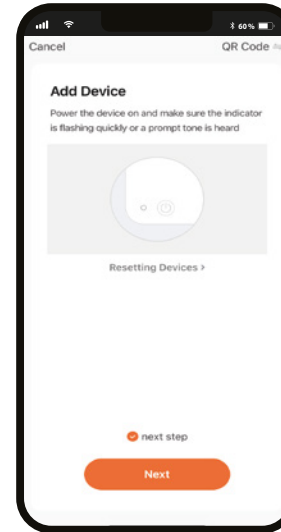 60%
Cancel QR Code
Add Device
Power the device on and make sure the indicator
is flashing quickly or a prompt tone is heard
Resetting Devices >
next step
Next